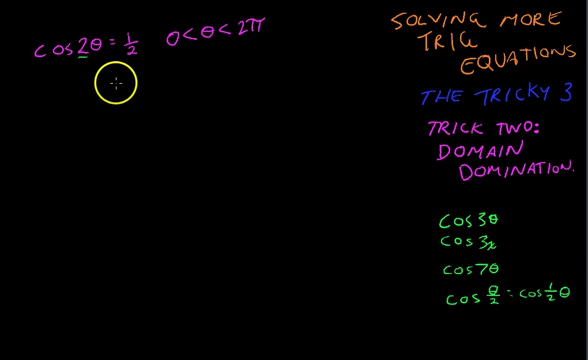 cos 2θ = 1/2 0 < θ < 2π
SOLVING MORE
TRIG
EQUATIONS
THE TRICKY 3
TRICK TWO:
DOMAIN
DOMINATION.
cos 3θ
cos 3x
cos 7θ
cos θ/2 = cos 1/2 θ